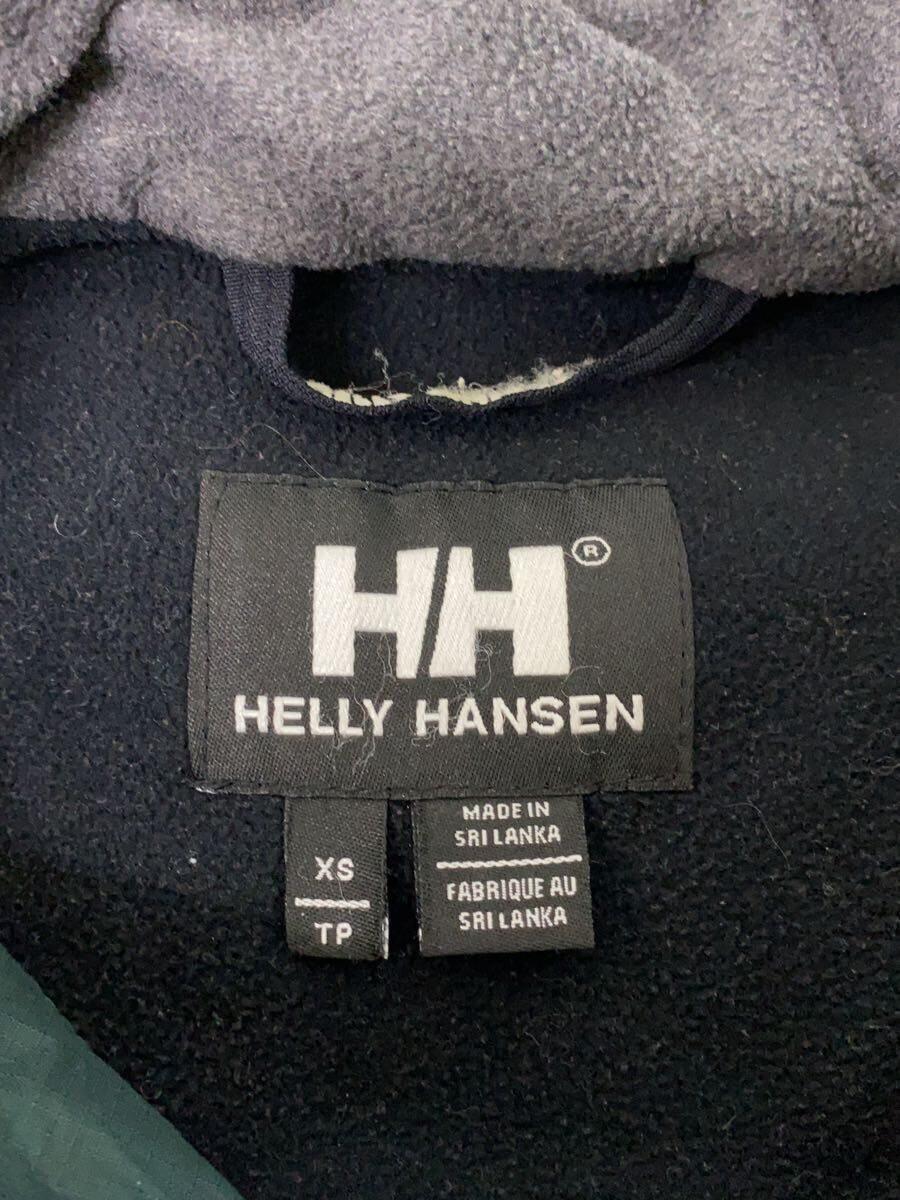 HH®
HELLY HANSEN
XS
TP
MADE IN
SRI LANKA
FABRIQUE AU
SRI LANKA